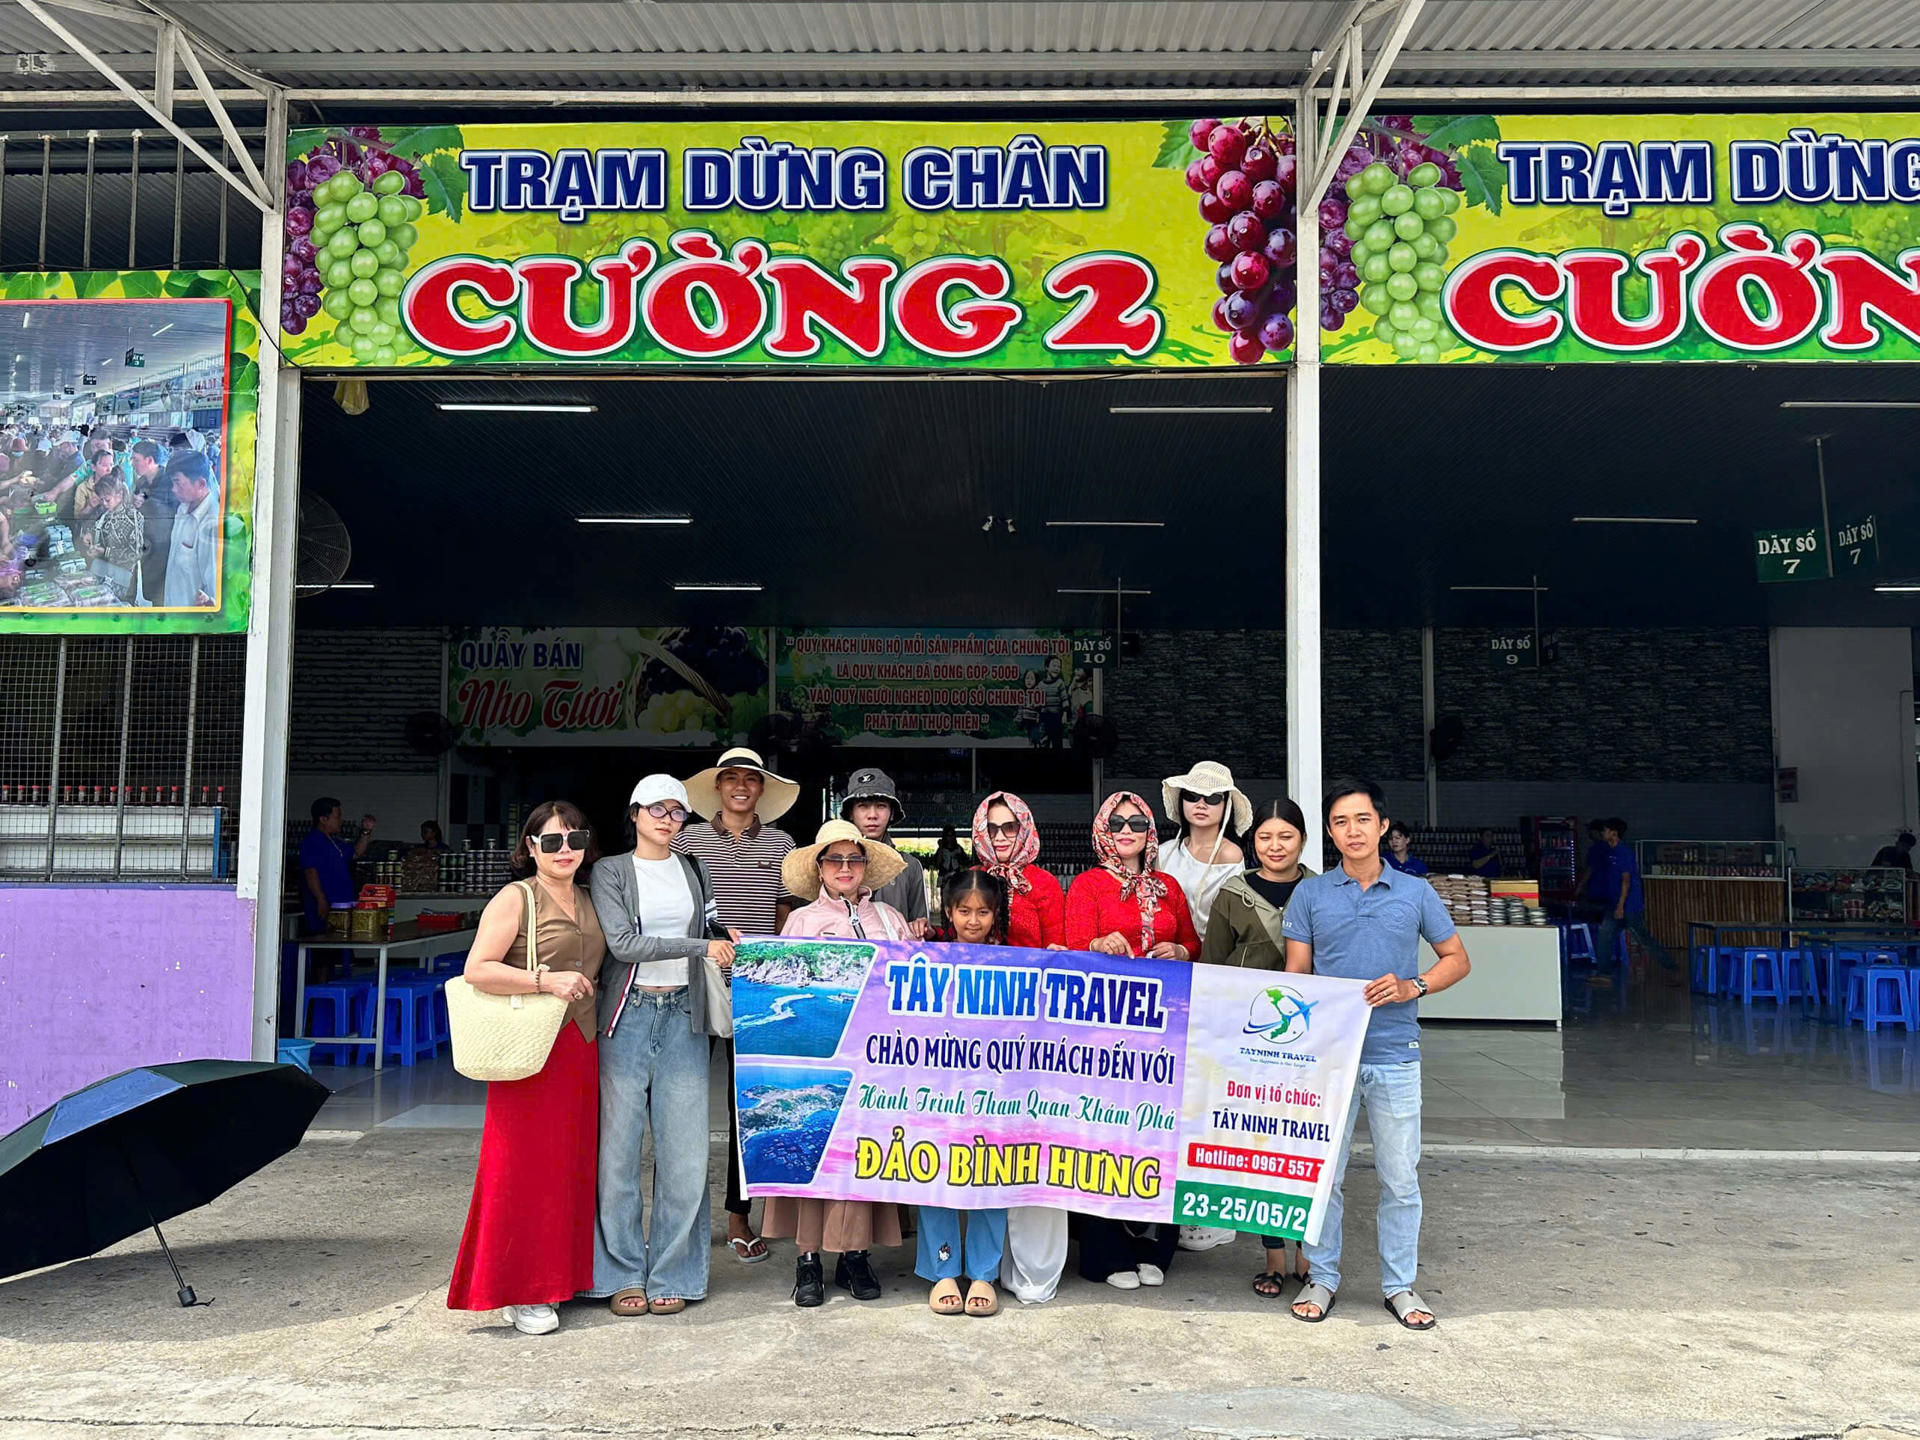 TRẠM DỪNG CHÂN
CƯỜNG 2
TRẠM DỪNG
CƯỜN
DÃY SỐ
7
DÃY SỐ
7
DÃY SỐ
9
DÃY SỐ
10
QUẦY BÁN
Nho Tươi
"QUÝ KHÁCH ỦNG HỘ MỖI SẢN PHẨM CỦA CHÚNG TÔI
LÀ QUÝ KHÁCH ĐÃ ĐÓNG GÓP 500Đ
VÀO QUỸ NGƯỜI NGHÈO DO CƠ SỞ CHÚNG TÔI
PHÁT TÂM THỰC HIỆN"
TÂY NINH TRAVEL
CHÀO MỪNG QUÝ KHÁCH ĐẾN VỚI
Hành Trình Tham Quan Khám Phá
ĐẢO BÌNH HƯNG
TAYNINH TRAVEL
Đơn vị tổ chức:
TÂY NINH TRAVEL
Hotline: 0967 557 7
23-25/05/2